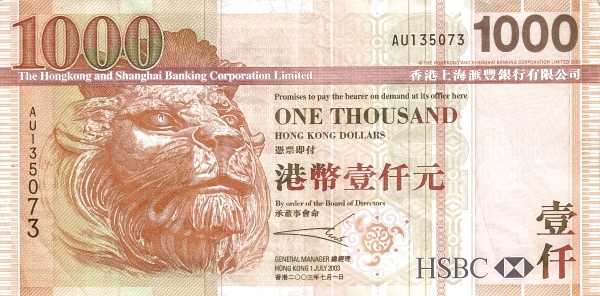 1000
AU135073
1000
© THE HONGKONG AND SHANGHAI BANKING CORPORATION LIMITED
The Hongkong and Shanghai Banking Corporation Limited
香港上海滙豐銀行有限公司
AU135073
Promises to pay the bearer on demand at its office here
ONE THOUSAND
HONG KONG DOLLARS
憑票即付
港幣壹仟元
By order of the Board of Directors
承董事會命
GENERAL MANAGER 總經理
HONG KONG 1 JULY 2003
香港二〇〇三年七月一日
壹仟
HSBC